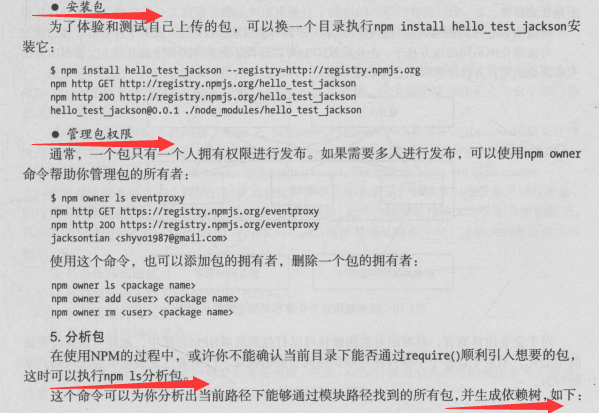 ● 安装包
为了体验和测试自己上传的包，可以换一个目录执行npm install hello_test_jackson安
装它：
$ npm install hello_test_jackson --registry=http://registry.npmjs.org
npm http GET http://registry.npmjs.org/hello_test_jackson
npm http 200 http://registry.npmjs.org/hello_test_jackson
hello_test_jackson@0.0.1 ./node_modules/hello_test_jackson
● 管理包权限
通常，一个包只有一个人拥有权限进行发布。如果需要多人进行发布，可以使用npm owner
命令帮助你管理包的所有者：
$ npm owner ls eventproxy
npm http GET https://registry.npmjs.org/eventproxy
npm http 200 https://registry.npmjs.org/eventproxy
jacksontian <shyvo1987@gmail.com>
使用这个命令，也可以添加包的拥有者，删除一个包的拥有者：
npm owner ls <package name>
npm owner add <user> <package name>
npm owner rm <user> <package name>
5. 分析包
在使用NPM的过程中，或许你不能确认当前目录下能否通过require()顺利引入想要的包，
这时可以执行npm ls分析包。
这个命令可以为你分析出当前路径下能够通过模块路径找到的所有包，并生成依赖树，如下：